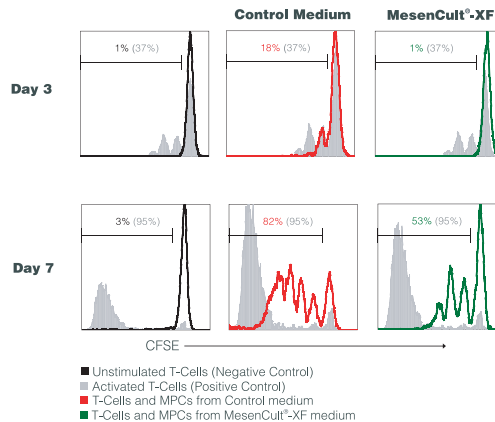 Control Medium MesenCult®-XF
Day 3
1% (37%) 18% (37%) 1% (37%)
Day 7
3% (95%) 82% (95%) 53% (95%)
CFSE
Unstimulated T-Cells (Negative Control)
Activated T-Cells (Positive Control)
T-Cells and MPCs from Control medium
T-Cells and MPCs from MesenCult®-XF medium